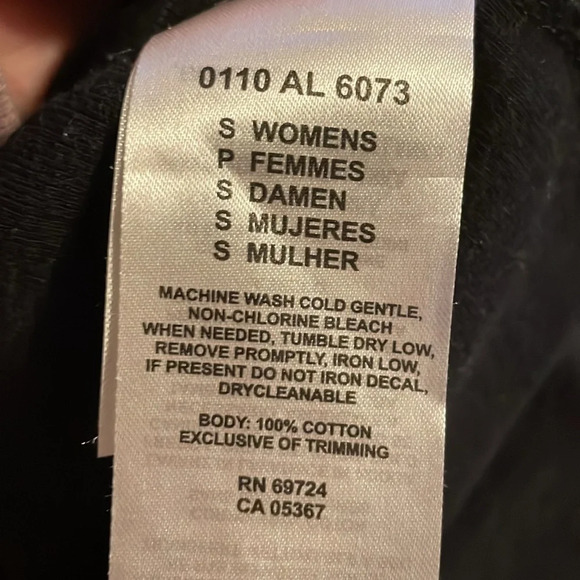 0110 AL 6073
S WOMENS
P FEMMES
S DAMEN
S MUJERES
S MULHER
MACHINE WASH COLD GENTLE,
NON-CHLORINE BLEACH
WHEN NEEDED, TUMBLE DRY LOW,
REMOVE PROMPTLY, IRON LOW,
IF PRESENT DO NOT IRON DECAL,
DRYCLEANABLE
BODY: 100% COTTON
EXCLUSIVE OF TRIMMING
RN 69724
CA 05367